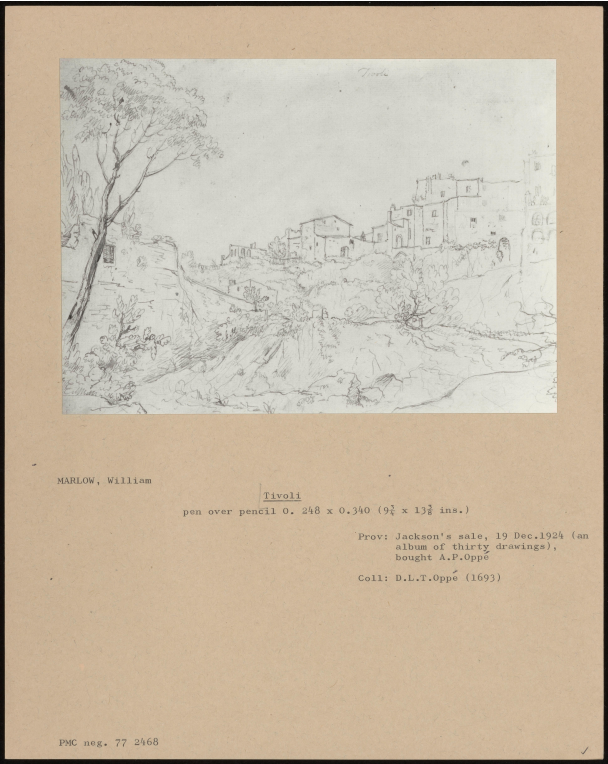 Tivoli
MARLOW, William
Tivoli
pen over pencil 0. 248 x 0.340 (9¾ x 13⅜ ins.)
Prov: Jackson's sale, 19 Dec.1924 (an
album of thirty drawings),
bought A.P.Oppé
Coll: D.L.T.Oppé (1693)
PMC neg. 77 2468